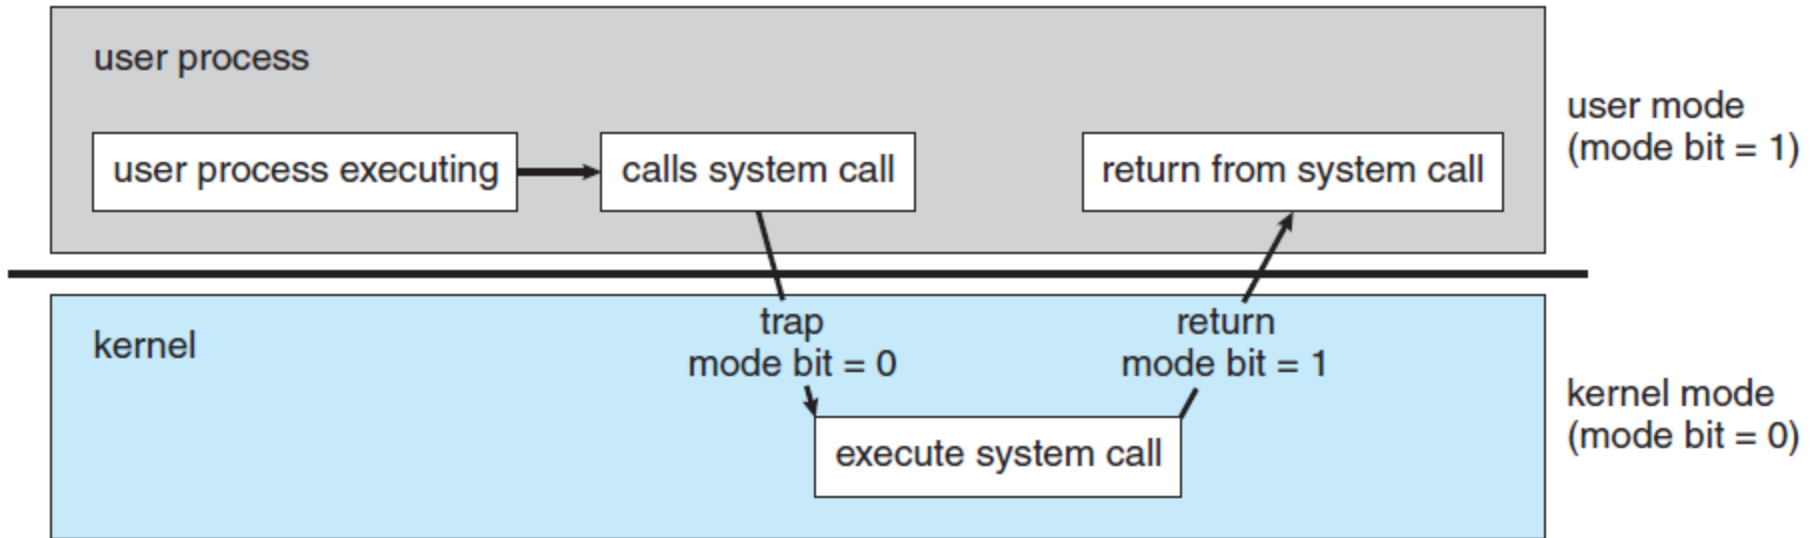 user process
user mode
(mode bit = 1)
user process executing
calls system call
return from system call
kernel
trap
mode bit = 0
return
mode bit = 1
kernel mode
(mode bit = 0)
execute system call